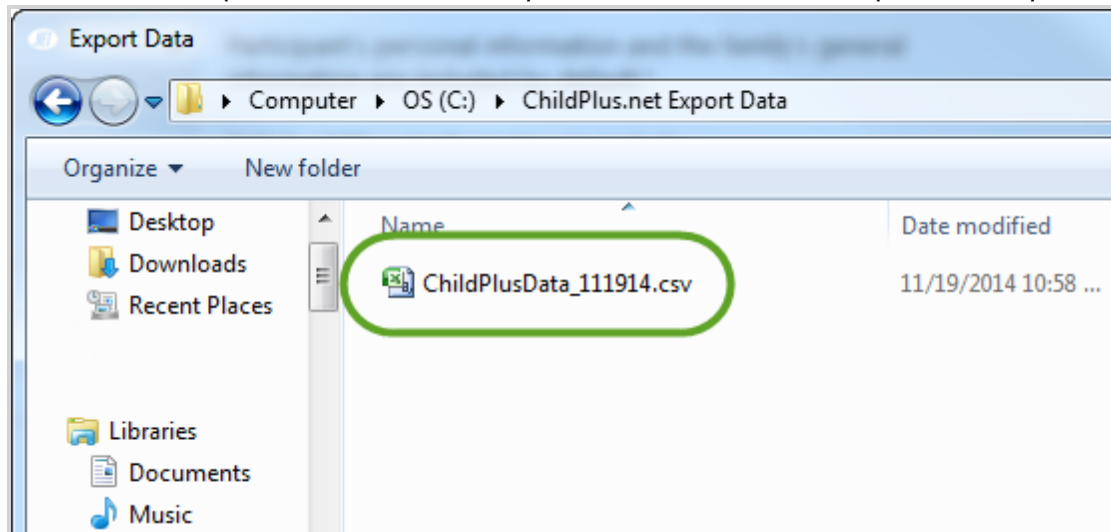 Export Data
Computer ▸ OS (C:) ▸ ChildPlus.net Export Data
Organize ▾ New folder
Desktop
Name Date modified
Downloads
ChildPlusData_111914.csv 11/19/2014 10:58 ...
Recent Places
Libraries
Documents
Music